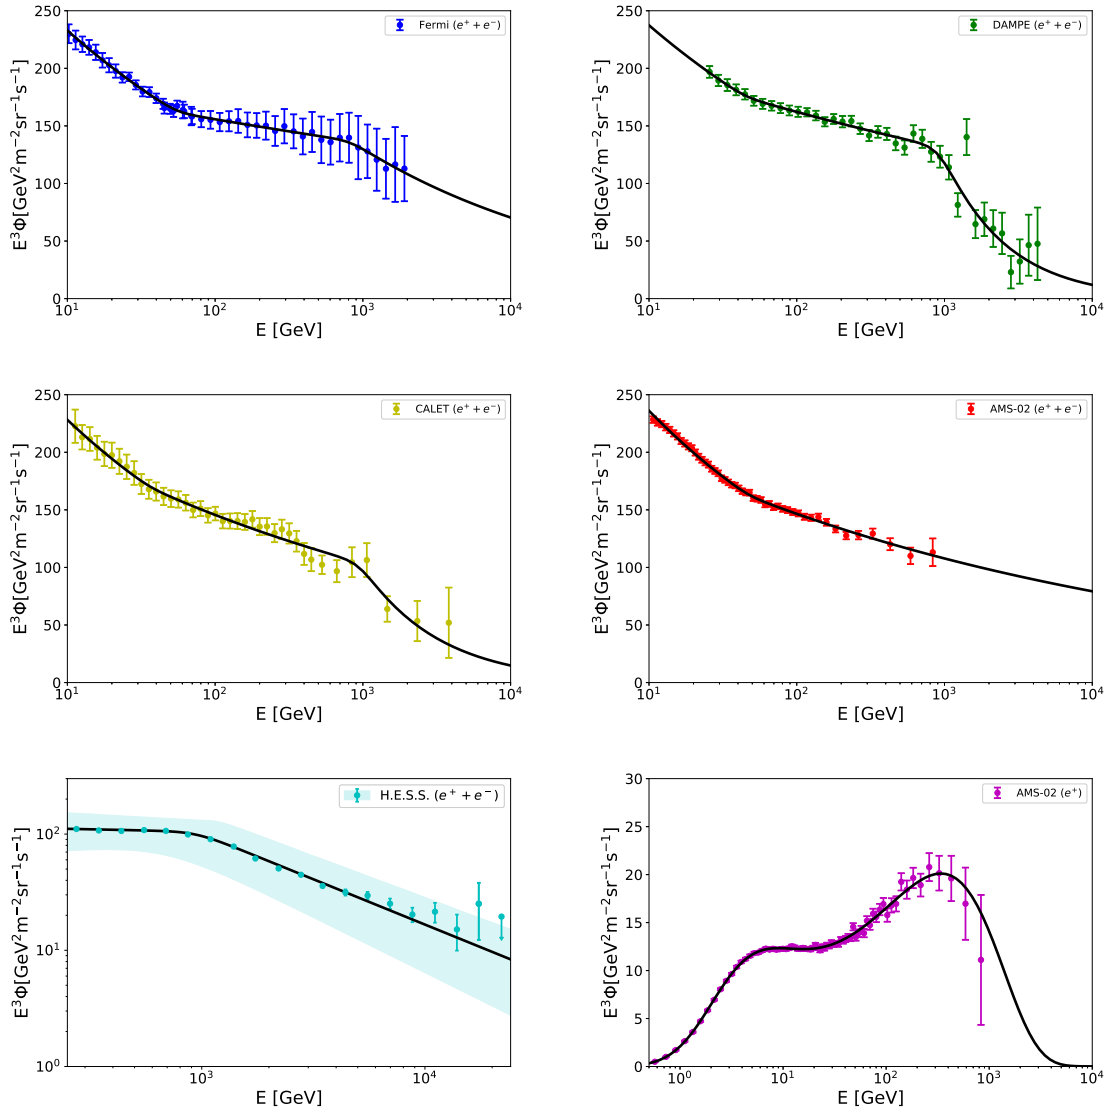 250
200
150
100
50
0
E³Φ[GeV²m⁻²sr⁻¹s⁻¹]
Fermi (e⁺ + e⁻)
10¹ 10² 10³ 10⁴
E [GeV]
250
200
150
100
50
0
E³Φ[GeV²m⁻²sr⁻¹s⁻¹]
DAMPE (e⁺ + e⁻)
10¹ 10² 10³ 10⁴
E [GeV]
250
200
150
100
50
0
E³Φ[GeV²m⁻²sr⁻¹s⁻¹]
CALET (e⁺ + e⁻)
10¹ 10² 10³ 10⁴
E [GeV]
250
200
150
100
50
0
E³Φ[GeV²m⁻²sr⁻¹s⁻¹]
AMS-02 (e⁺ + e⁻)
10¹ 10² 10³ 10⁴
E [GeV]
10²
10¹
10⁰
E³Φ[GeV²m⁻²sr⁻¹s⁻¹]
H.E.S.S. (e⁺ + e⁻)
10³ 10⁴
E [GeV]
30
25
20
15
10
5
0
E³Φ[GeV²m⁻²sr⁻¹s⁻¹]
AMS-02 (e⁺)
10⁰ 10¹ 10² 10³ 10⁴
E [GeV]